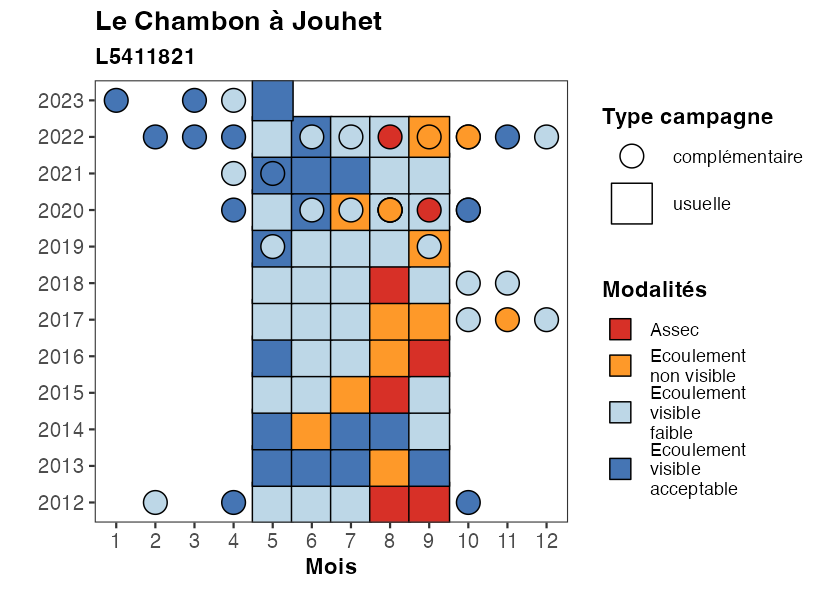 Le Chambon à Jouhet
L5411821
2023
2022
2021
2020
2019
2018
2017
2016
2015
2014
2013
2012
1 2 3 4 5 6 7 8 9 10 11 12
Mois
Type campagne
complémentaire
usuelle
Modalités
Assec
Ecoulement
non visible
Ecoulement
visible
faible
Ecoulement
visible
acceptable